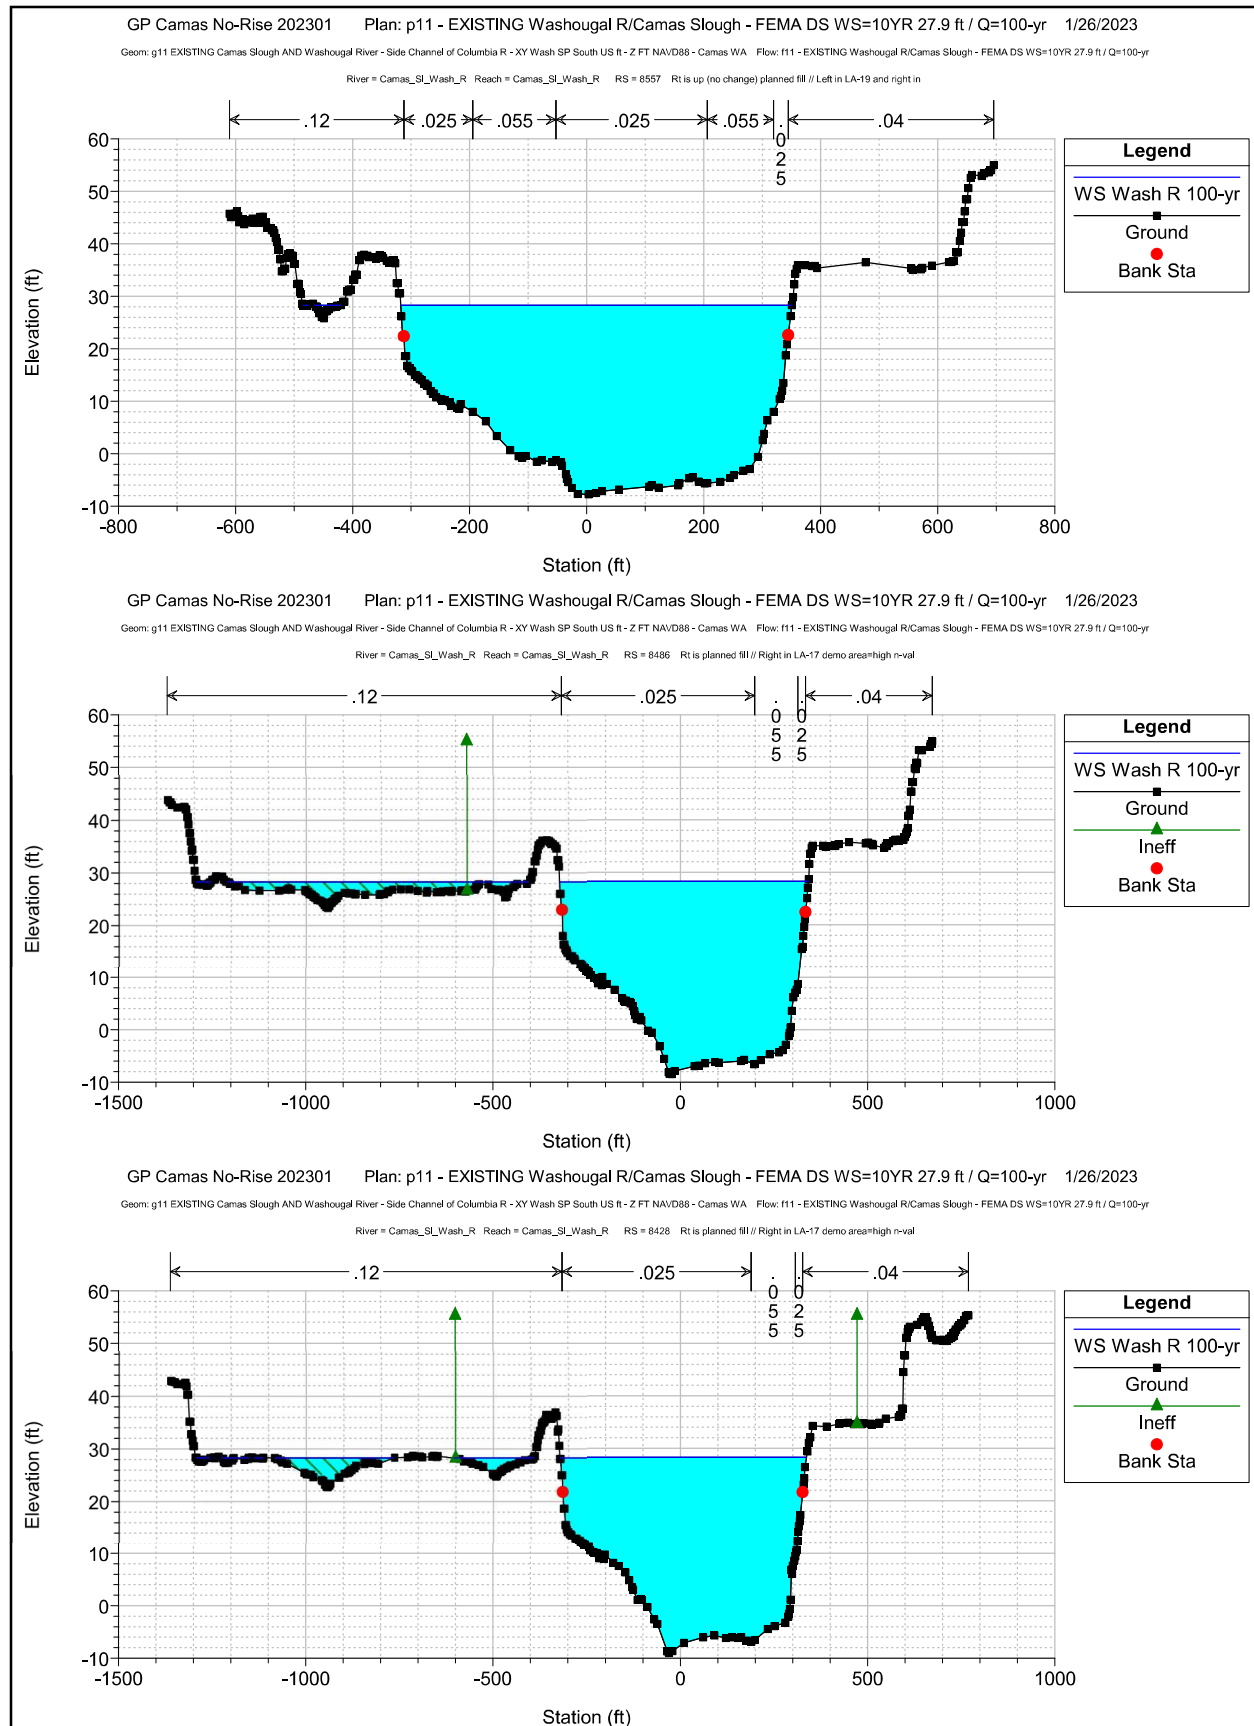 GP Camas No-Rise 202301 Plan: p11 - EXISTING Washougal R/Camas Slough - FEMA DS WS=10YR 27.9 ft / Q=100-yr 1/26/2023
Geom: g11 EXISTING Camas Slough AND Washougal River - Side Channel of Columbia R - XY Wash SP South US ft - Z FT NAVD88 - Camas WA Flow: f11 - EXISTING Washougal R/Camas Slough - FEMA DS WS=10YR 27.9 ft / Q=100-yr
River = Camas_Sl_Wash_R Reach = Camas_Sl_Wash_R RS = 8557 Rt is up (no change) planned fill // Left in LA-19 and right in
.12 .025 .055 .025 .055 .025 .04
60
50
40
30
20
10
0
-10
Elevation (ft)
-800 -600 -400 -200 0 200 400 600 800
Station (ft)
Legend
WS Wash R 100-yr
Ground
Bank Sta
GP Camas No-Rise 202301 Plan: p11 - EXISTING Washougal R/Camas Slough - FEMA DS WS=10YR 27.9 ft / Q=100-yr 1/26/2023
Geom: g11 EXISTING Camas Slough AND Washougal River - Side Channel of Columbia R - XY Wash SP South US ft - Z FT NAVD88 - Camas WA Flow: f11 - EXISTING Washougal R/Camas Slough - FEMA DS WS=10YR 27.9 ft / Q=100-yr
River = Camas_Sl_Wash_R Reach = Camas_Sl_Wash_R RS = 8486 Rt is planned fill // Right in LA-17 demo area=high n-val
.12 .025 .055 .025 .04
60
50
40
30
20
10
0
-10
Elevation (ft)
-1500 -1000 -500 0 500 1000
Station (ft)
Legend
WS Wash R 100-yr
Ground
Ineff
Bank Sta
GP Camas No-Rise 202301 Plan: p11 - EXISTING Washougal R/Camas Slough - FEMA DS WS=10YR 27.9 ft / Q=100-yr 1/26/2023
Geom: g11 EXISTING Camas Slough AND Washougal River - Side Channel of Columbia R - XY Wash SP South US ft - Z FT NAVD88 - Camas WA Flow: f11 - EXISTING Washougal R/Camas Slough - FEMA DS WS=10YR 27.9 ft / Q=100-yr
River = Camas_Sl_Wash_R Reach = Camas_Sl_Wash_R RS = 8428 Rt is planned fill // Right in LA-17 demo area=high n-val
.12 .025 .055 .025 .04
60
50
40
30
20
10
0
-10
Elevation (ft)
-1500 -1000 -500 0 500 1000
Station (ft)
Legend
WS Wash R 100-yr
Ground
Ineff
Bank Sta